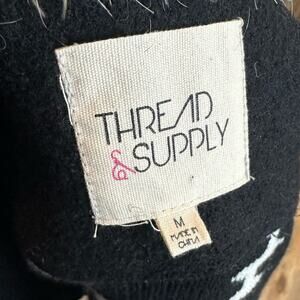 THREAD
& SUPPLY
M
MADE IN
CHINA